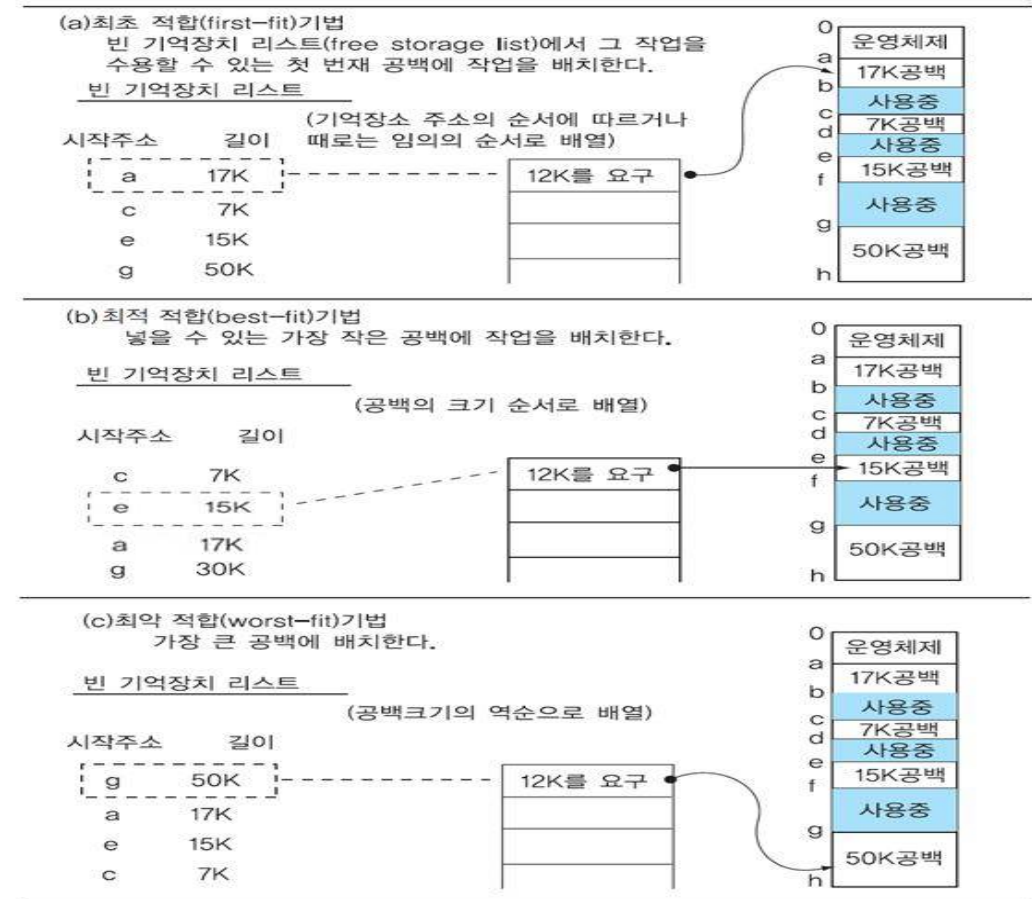 (a)최초 적합(first-fit)기법
빈 기억장치 리스트(free storage list)에서 그 작업을
수용할 수 있는 첫 번재 공백에 작업을 배치한다.
빈 기억장치 리스트
(기억장소 주소의 순서에 따르거나
때로는 임의의 순서로 배열)
시작주소 길이
a 17K
c 7K
e 15K
g 50K
12K를 요구
0
운영체제
a
17K공백
b
사용중
c
7K공백
d
사용중
e
15K공백
f
사용중
g
50K공백
h
(b)최적 적합(best-fit)기법
넣을 수 있는 가장 작은 공백에 작업을 배치한다.
빈 기억장치 리스트
(공백의 크기 순서로 배열)
시작주소 길이
c 7K
e 15K
a 17K
g 30K
12K를 요구
0
운영체제
a
17K공백
b
사용중
c
7K공백
d
사용중
e
15K공백
f
사용중
g
50K공백
h
(c)최악 적합(worst-fit)기법
가장 큰 공백에 배치한다.
빈 기억장치 리스트
(공백크기의 역순으로 배열)
시작주소 길이
g 50K
a 17K
e 15K
c 7K
12K를 요구
0
운영체제
a
17K공백
b
사용중
c
7K공백
d
사용중
e
15K공백
f
사용중
g
50K공백
h